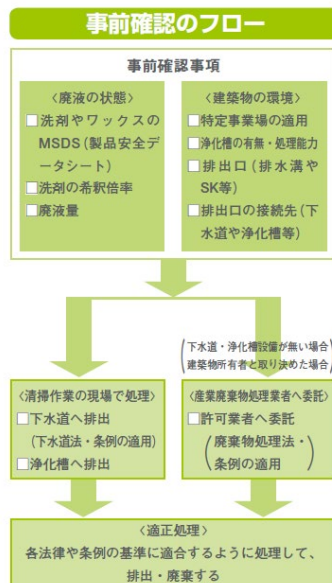 事前確認のフロー
事前確認事項
〈廃液の状態〉
□洗剤やワックスの
MSDS(製品安全デ
ータシート)
□洗剤の希釈倍率
□廃液量
〈建築物の環境〉
□特定事業場の適用
□浄化槽の有無・処理能力
□排出口(排水溝や
SK等)
□排出口の接続先(下
水道や浄化槽等)
(下水道・浄化槽設備が無い場合
建築物所有者と取り決めた場合)
〈清掃作業の現場で処理〉
□下水道へ排出
(下水道法・条例の適用)
□浄化槽へ排出
〈産業廃棄物処理業者へ委託〉
□許可業者へ委託
(廃棄物処理法・
条例の適用)
〈適正処理〉
各法律や条例の基準に適合するように処理して、
排出・廃棄する